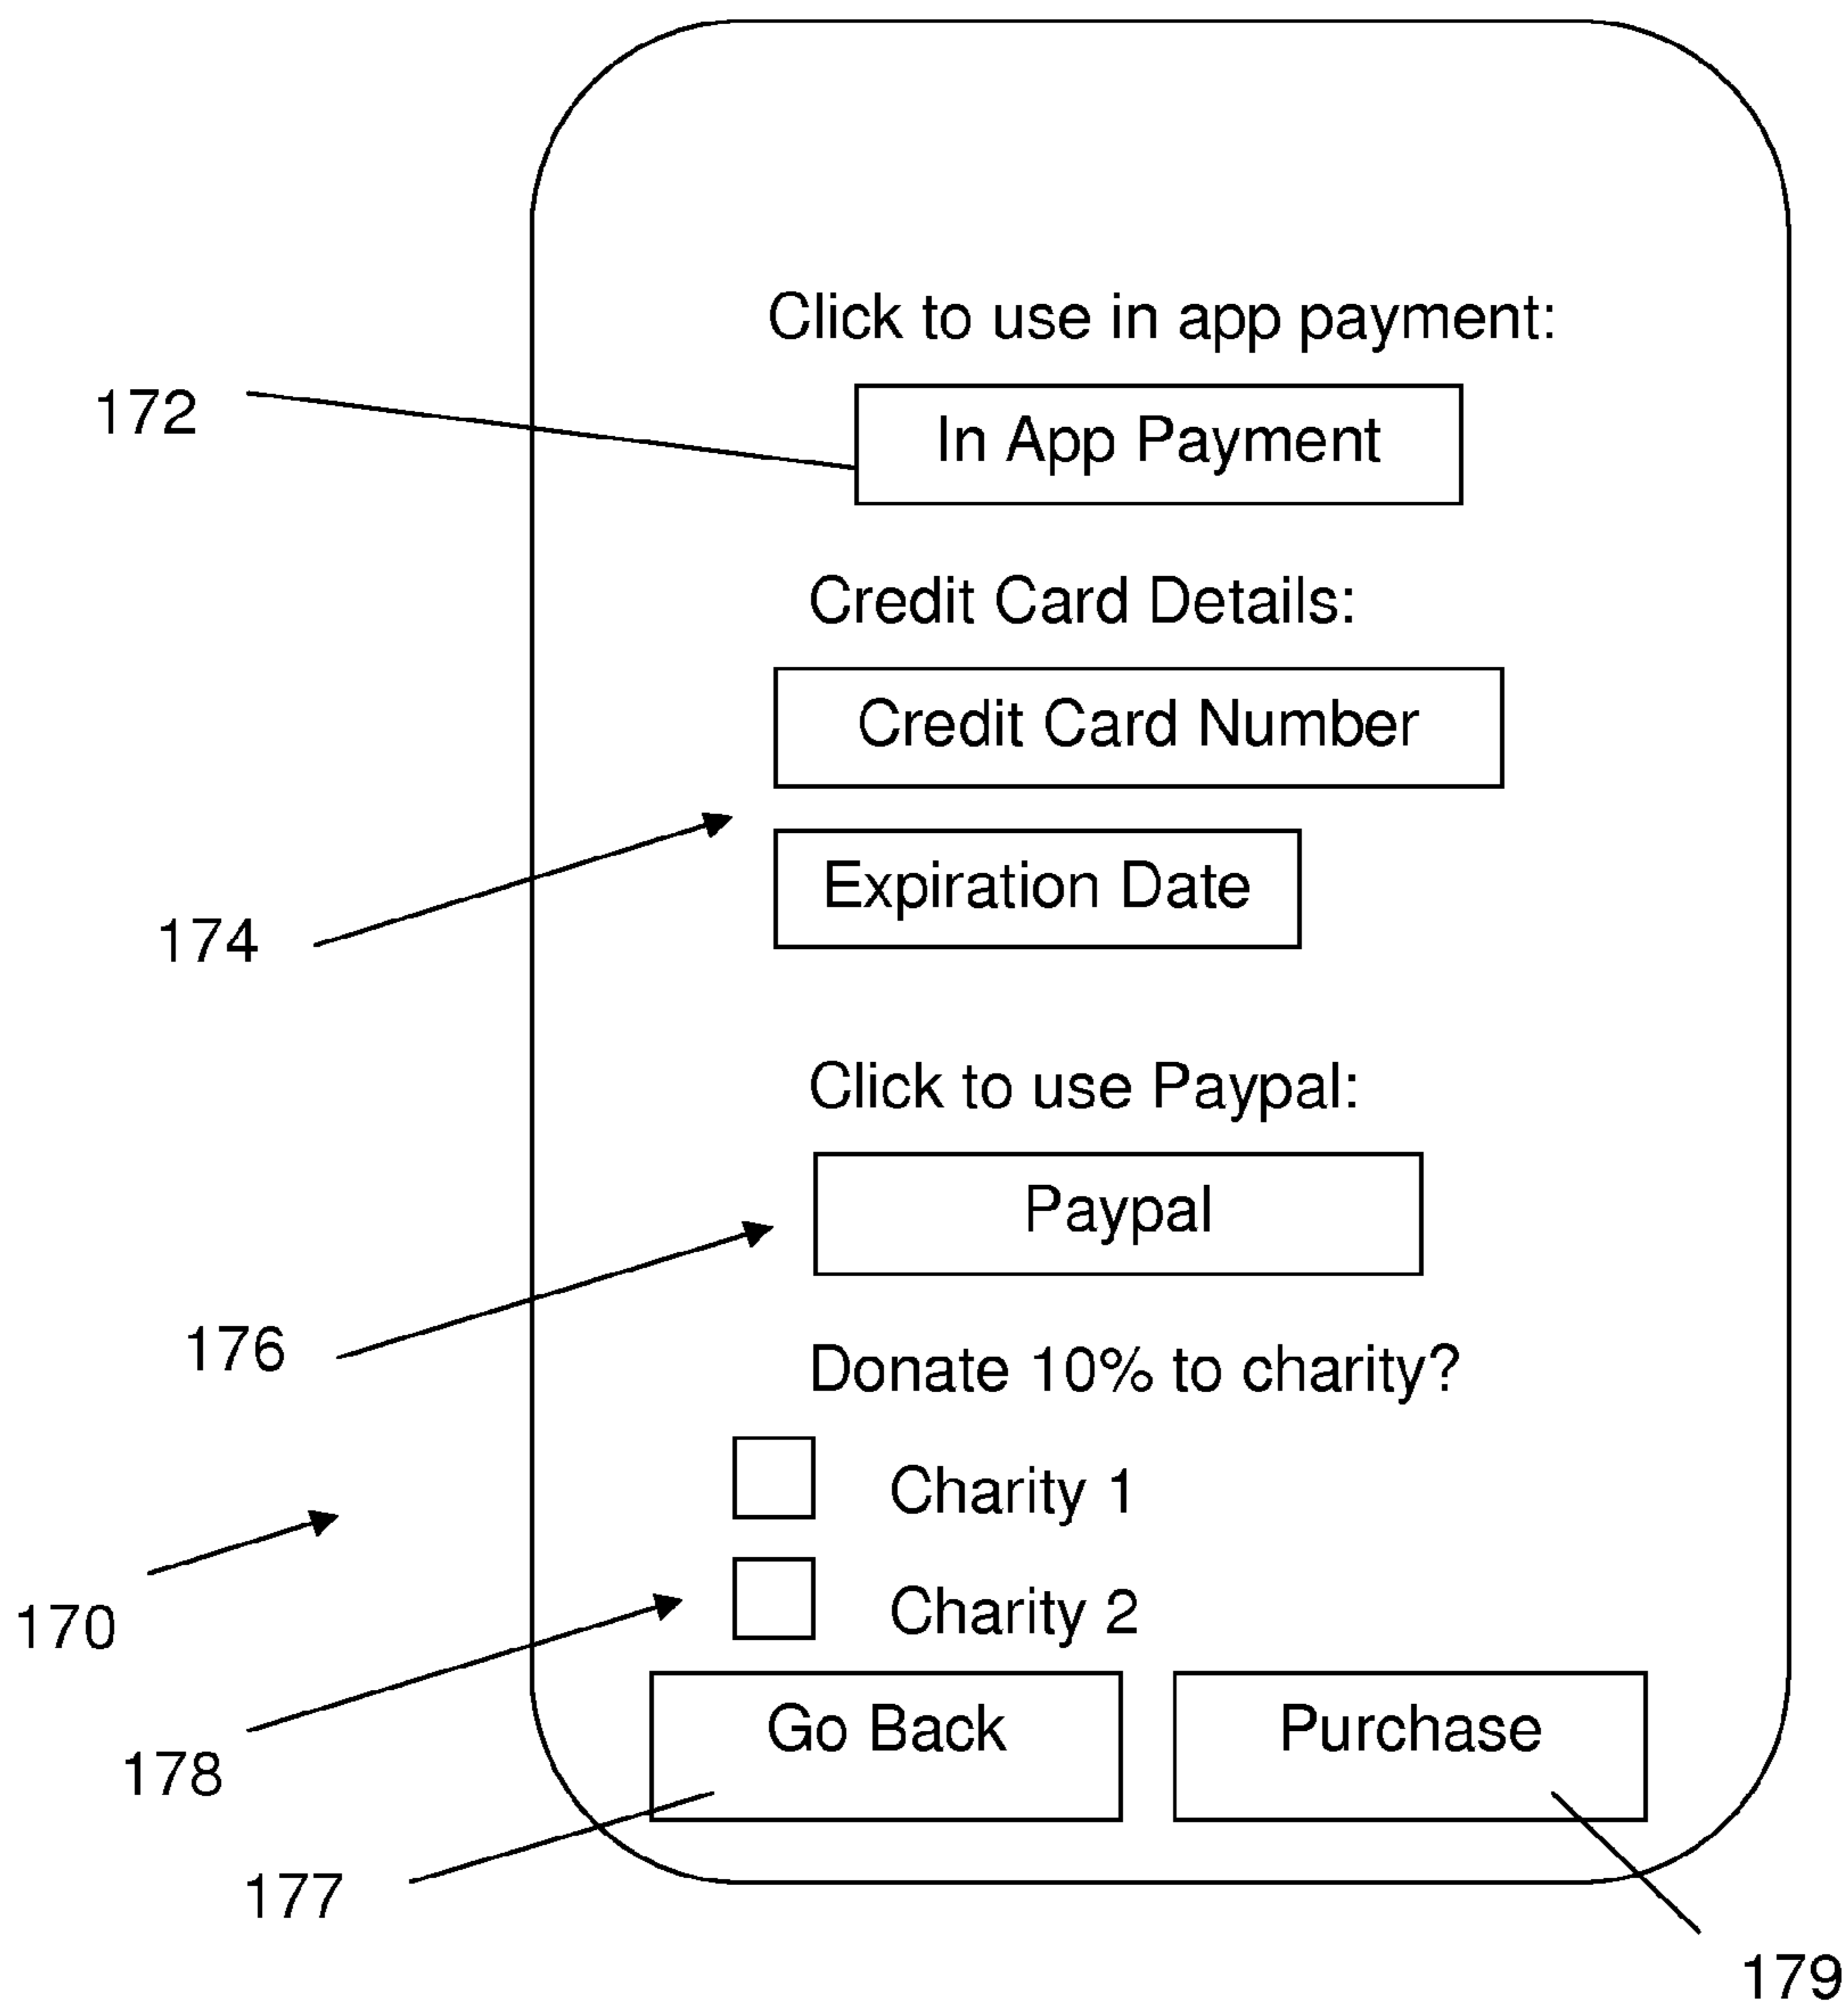 Click to use in app payment:
172
In App Payment
Credit Card Details:
Credit Card Number
Expiration Date
174
Click to use Paypal:
Paypal
176
Donate 10% to charity?
Charity 1
Charity 2
170
Go Back
Purchase
178
177
179